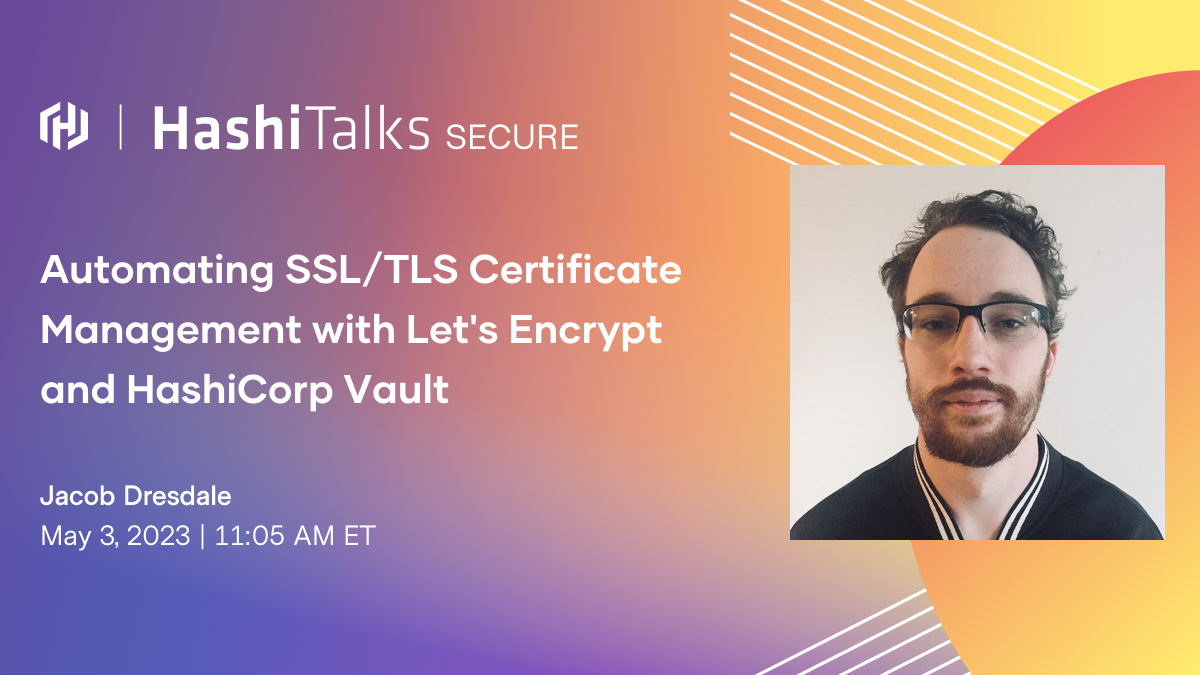 HashiTalks SECURE
Automating SSL/TLS Certificate
Management with Let's Encrypt
and HashiCorp Vault
Jacob Dresdale
May 3, 2023 | 11:05 AM ET